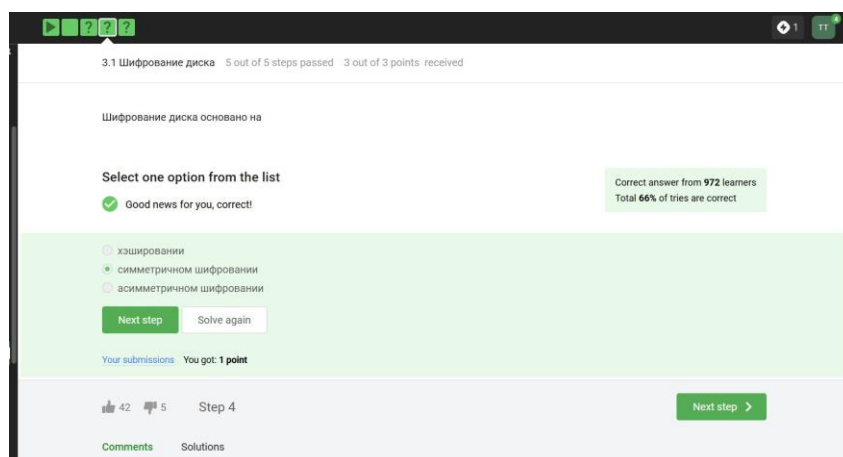 ? ? ?
1 TT 4
3.1 Шифрование диска 5 out of 5 steps passed 3 out of 3 points received
Шифрование диска основано на
Select one option from the list
Good news for you, correct!
Correct answer from 972 learners
Total 66% of tries are correct
хэшировании
симметричном шифровании
асимметричном шифровании
Next step Solve again
Your submissions You got: 1 point
42 5 Step 4 Next step
Comments Solutions